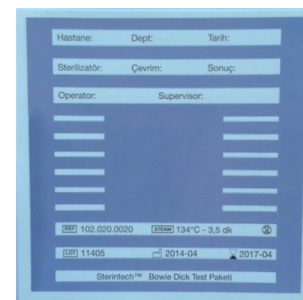 Hastane: Dept: Tarih:
Sterilizatör: Çevrim: Sonuç:
Operator: Supervisor:
REF 102.020.0020 STEAM 134°C - 3,5 dk
LOT 11405 2014-04 2017-04
Sterintech™ Bowie Dick Test Paketi